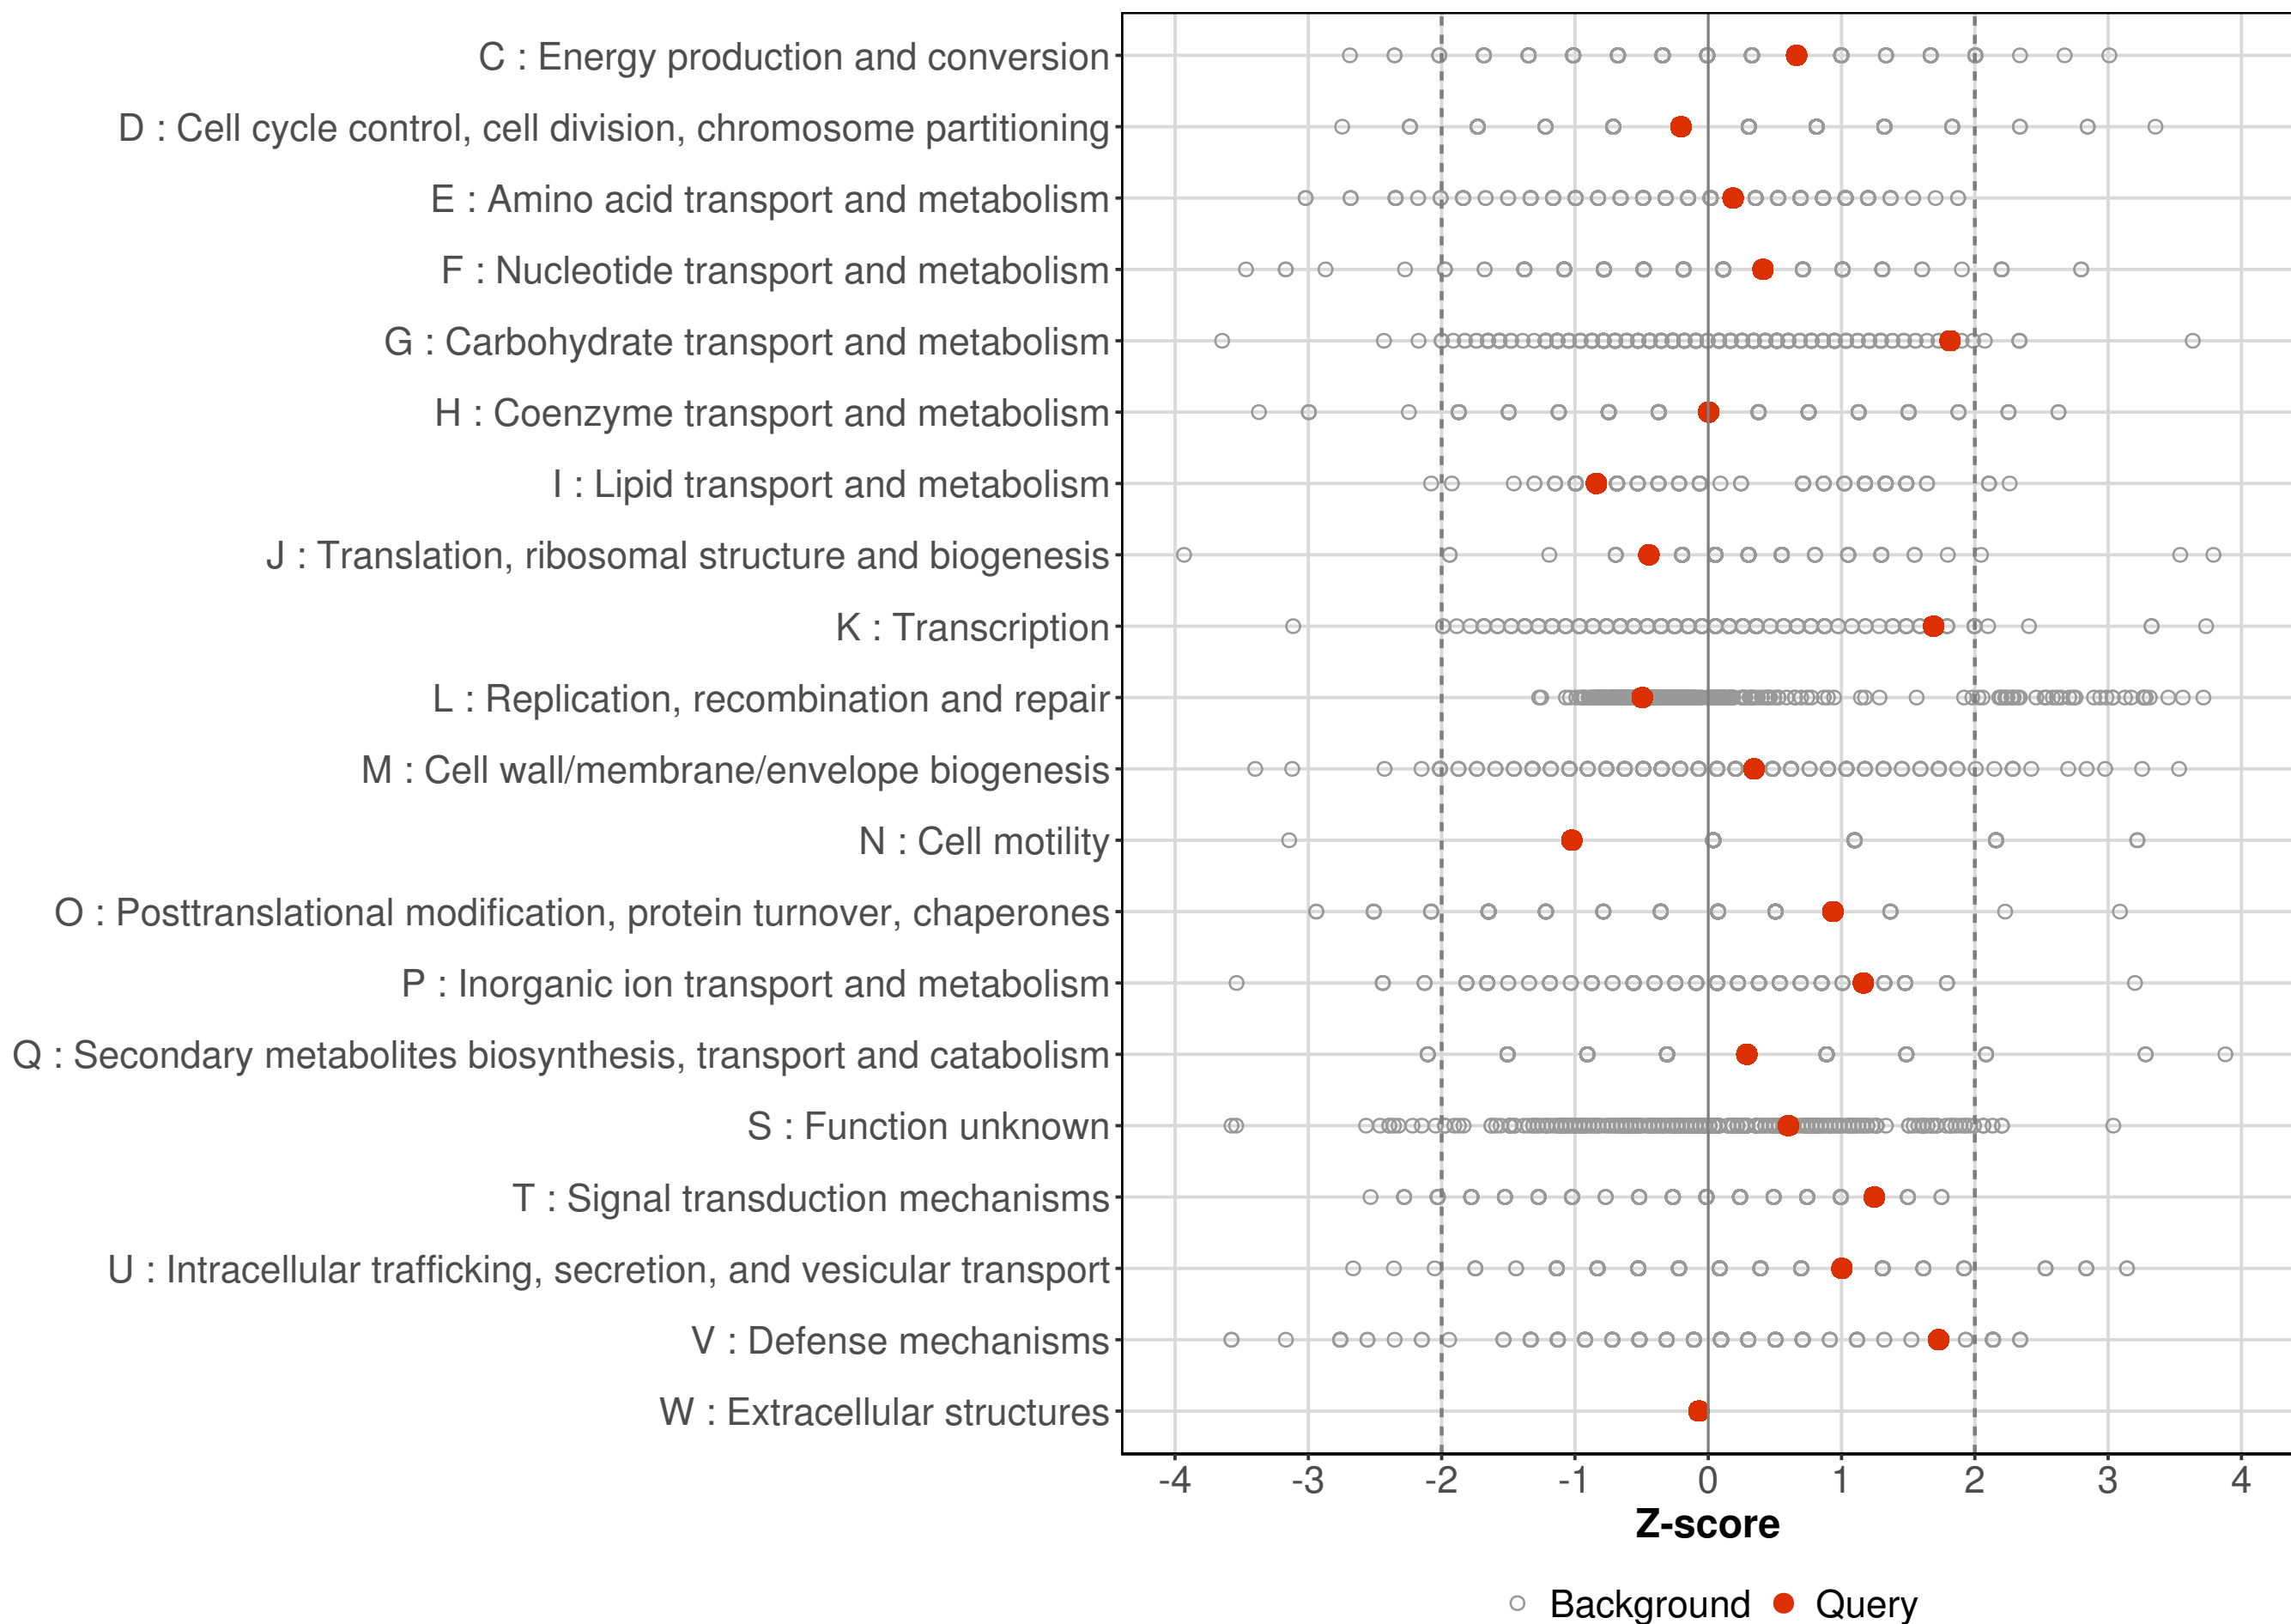 C : Energy production and conversion
D : Cell cycle control, cell division, chromosome partitioning
E : Amino acid transport and metabolism
F : Nucleotide transport and metabolism
G : Carbohydrate transport and metabolism
H : Coenzyme transport and metabolism
I : Lipid transport and metabolism
J : Translation, ribosomal structure and biogenesis
K : Transcription
L : Replication, recombination and repair
M : Cell wall/membrane/envelope biogenesis
N : Cell motility
O : Posttranslational modification, protein turnover, chaperones
P : Inorganic ion transport and metabolism
Q : Secondary metabolites biosynthesis, transport and catabolism
S : Function unknown
T : Signal transduction mechanisms
U : Intracellular trafficking, secretion, and vesicular transport
V : Defense mechanisms
W : Extracellular structures
-4 -3 -2 -1 0 1 2 3 4
Z-score
Background Query